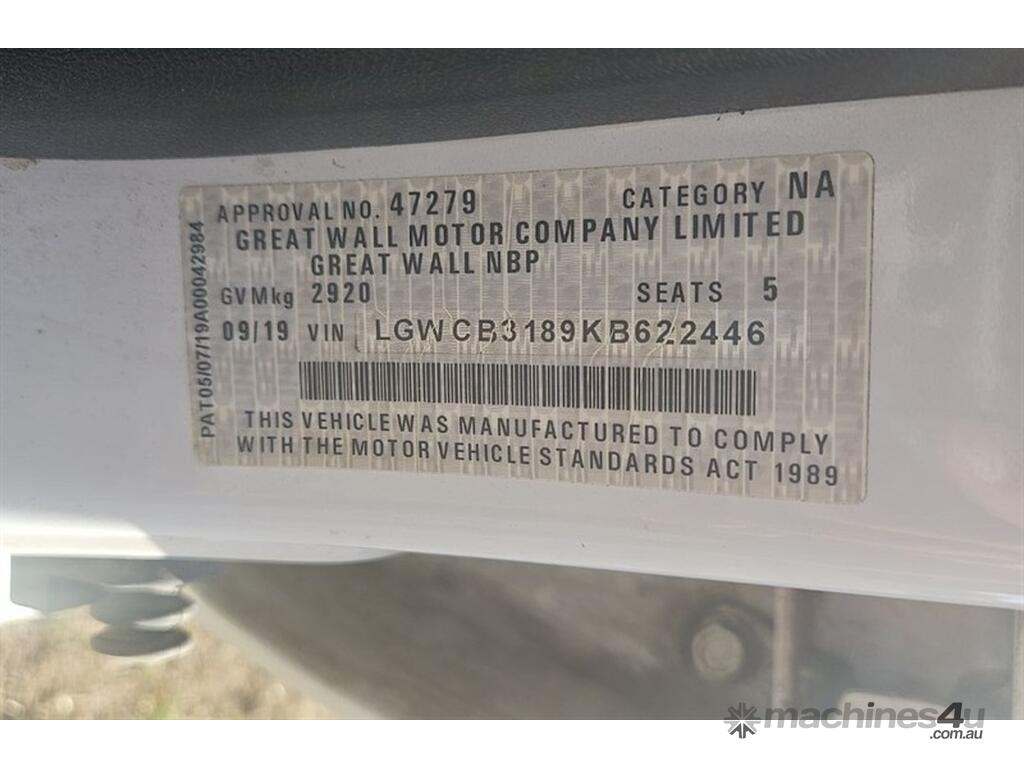 APPROVAL NO. 47279 CATEGORY NA
GREAT WALL MOTOR COMPANY LIMITED
GREAT WALL NBP
GVMkg 2920 SEATS 5
09/19 VIN LGWCB3189KB622446
THIS VEHICLE WAS MANUFACTURED TO COMPLY
WITH THE MOTOR VEHICLE STANDARDS ACT 1989
PAT05/07/19A00042984
machines4u
.com.au